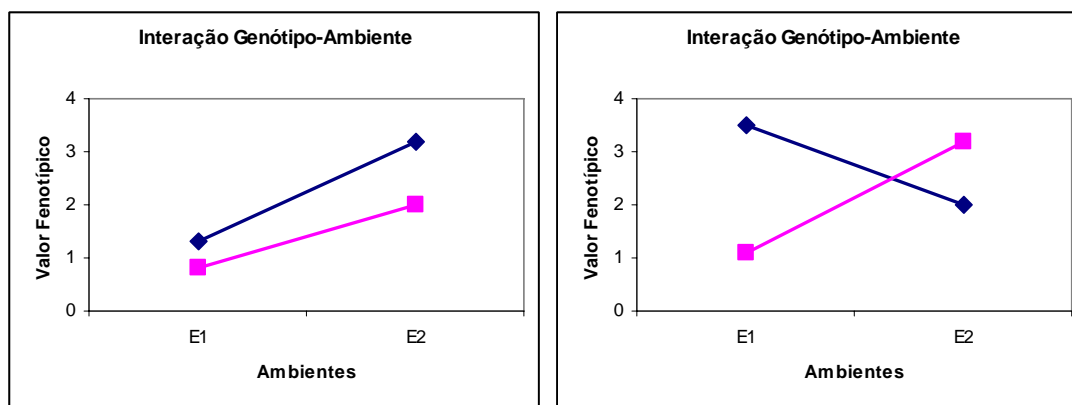 Interação Genótipo-Ambiente
4
3
2
1
0
Valor Fenotípico
E1 E2
Ambientes
Interação Genótipo-Ambiente
4
3
2
1
0
Valor Fenotípico
E1 E2
Ambientes